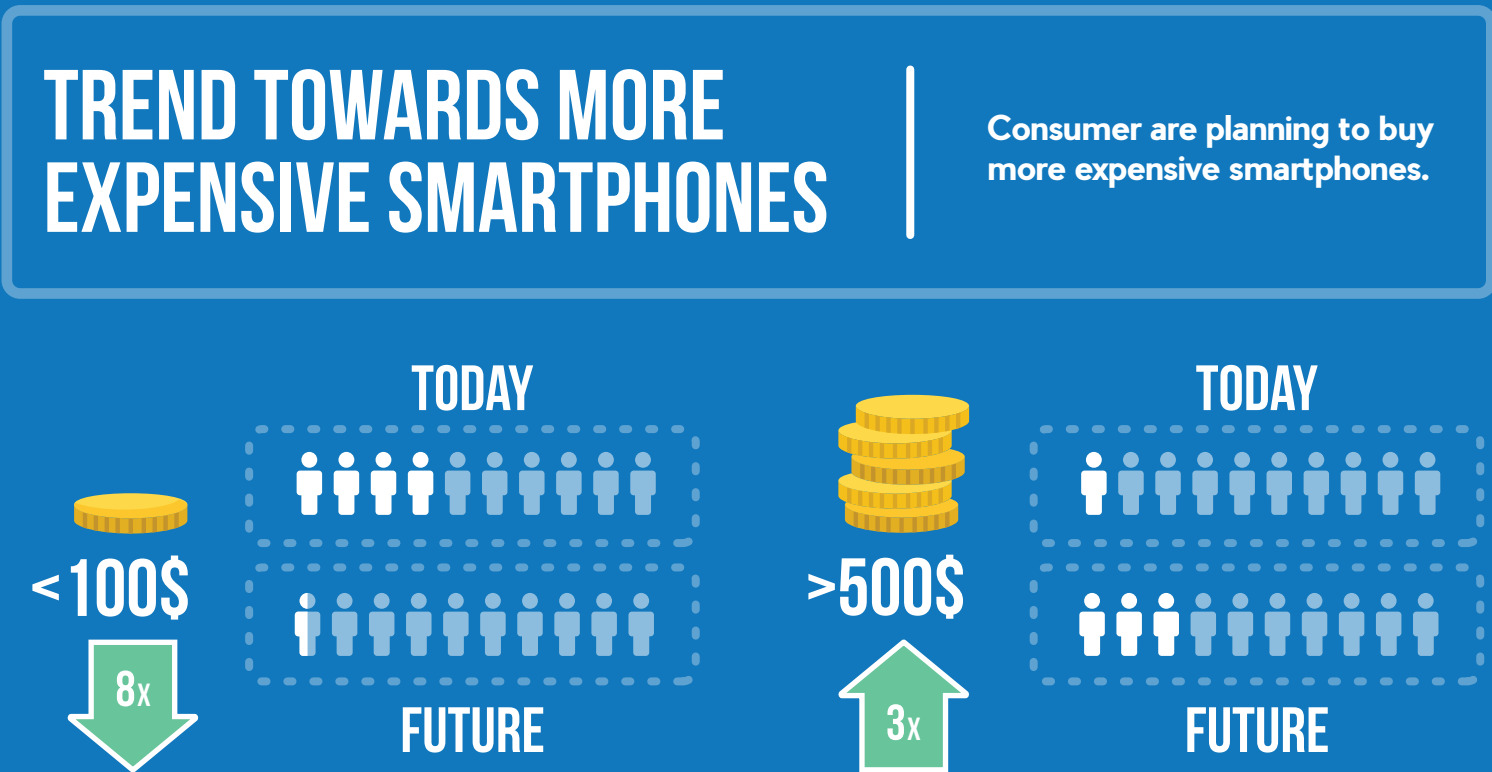 TREND TOWARDS MORE
EXPENSIVE SMARTPHONES
Consumer are planning to buy
more expensive smartphones.
TODAY
<100$
8x
FUTURE
TODAY
>500$
3x
FUTURE